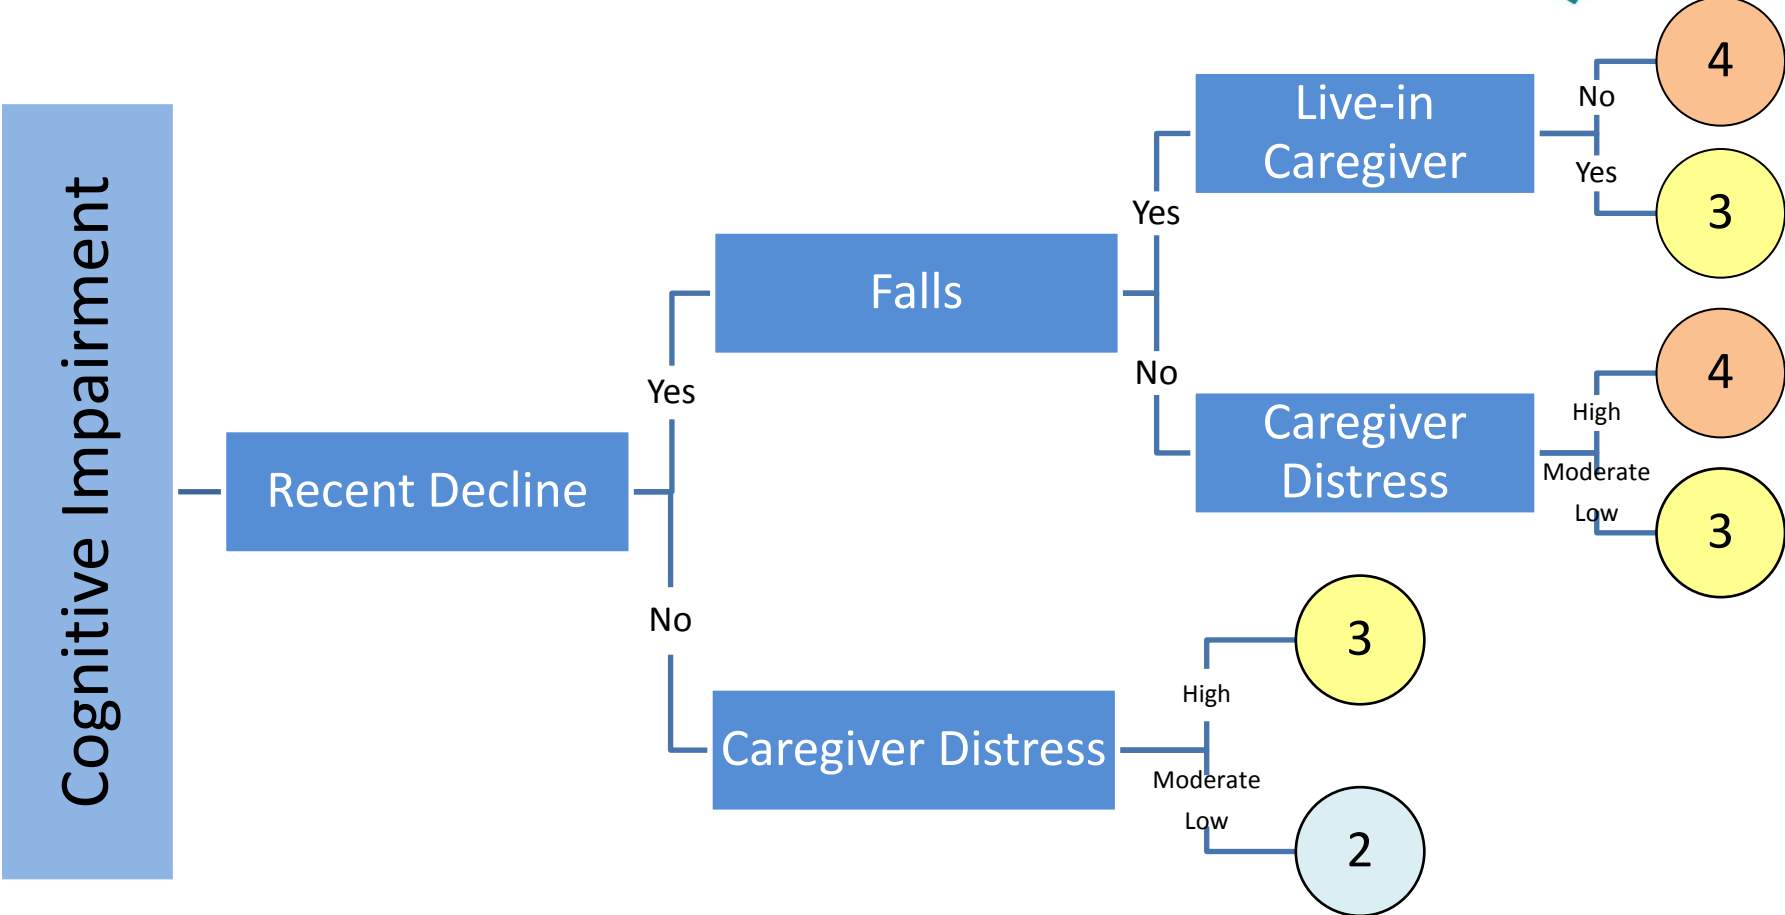 Cognitive Impairment
Recent Decline
Yes
No
Falls
Yes
No
Live-in
Caregiver
No
Yes
4
3
Caregiver
Distress
High
Moderate
Low
4
3
Caregiver Distress
High
Moderate
Low
3
2